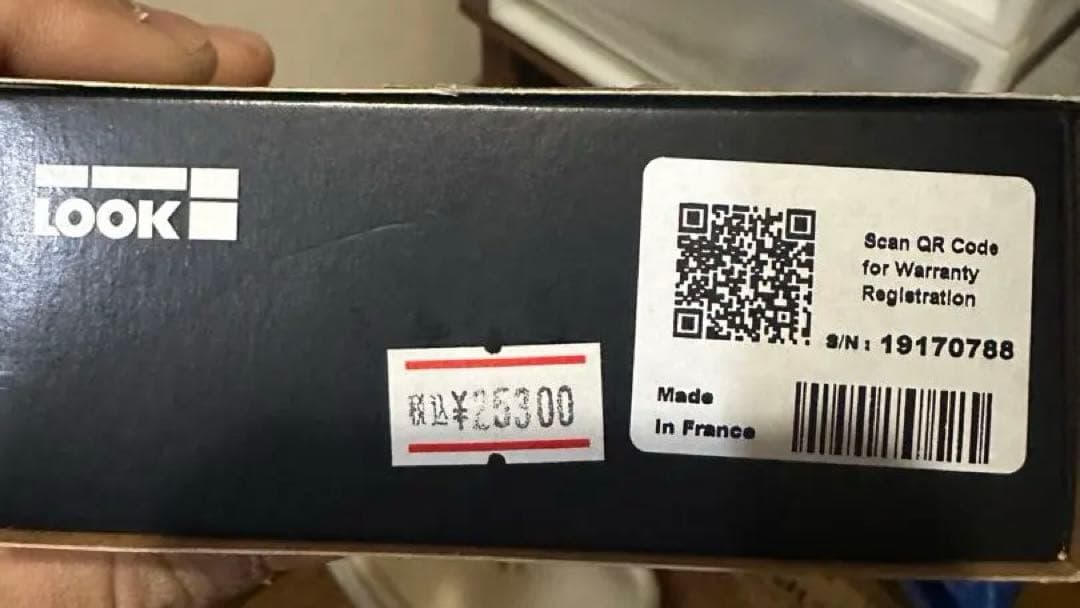 LOOK
Scan QR Code
for Warranty
Registration
S/N : 19170788
税込¥25300
Made
In France